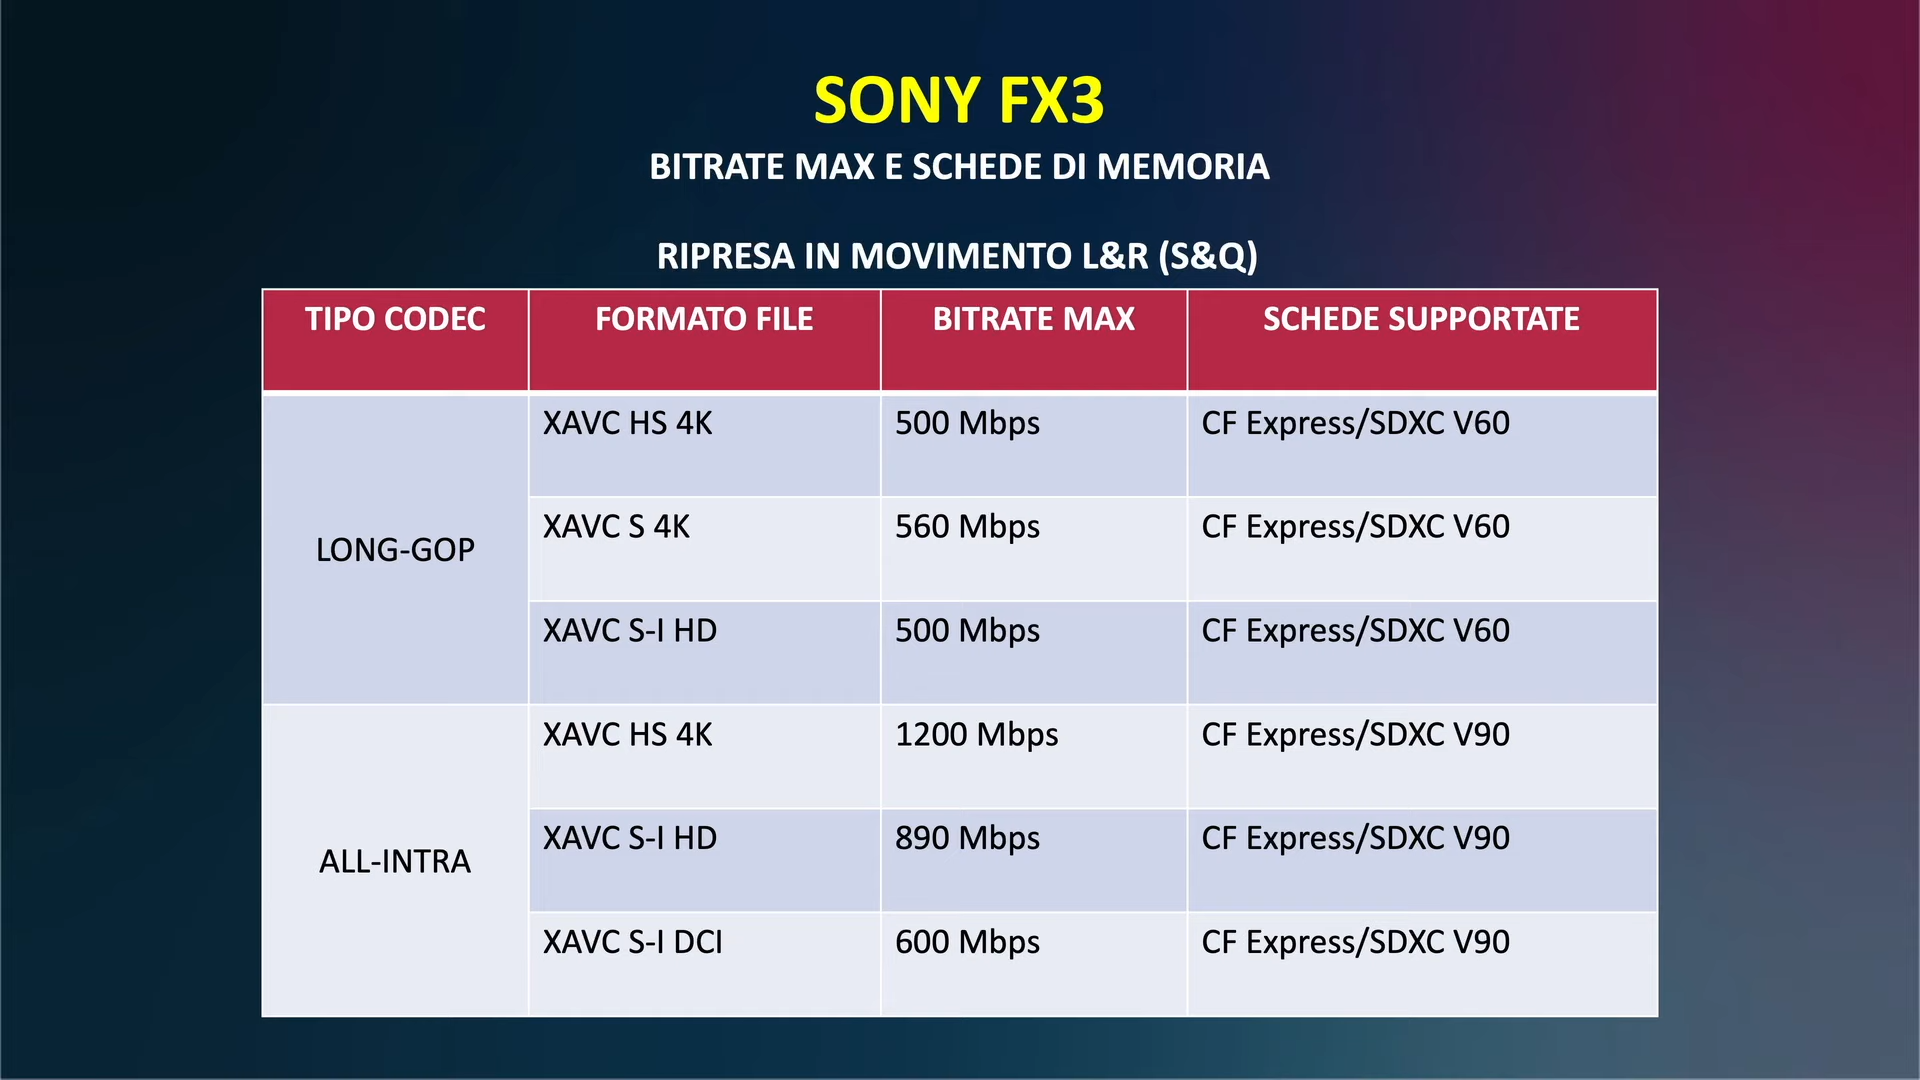 SONY FX3
BITRATE MAX E SCHEDE DI MEMORIA
RIPRESA IN MOVIMENTO L&R (S&Q)
TIPO CODEC FORMATO FILE BITRATE MAX SCHEDE SUPPORTATE
LONG-GOP
XAVC HS 4K 500 Mbps CF Express/SDXC V60
XAVC S 4K 560 Mbps CF Express/SDXC V60
XAVC S-I HD 500 Mbps CF Express/SDXC V60
ALL-INTRA
XAVC HS 4K 1200 Mbps CF Express/SDXC V90
XAVC S-I HD 890 Mbps CF Express/SDXC V90
XAVC S-I DCI 600 Mbps CF Express/SDXC V90